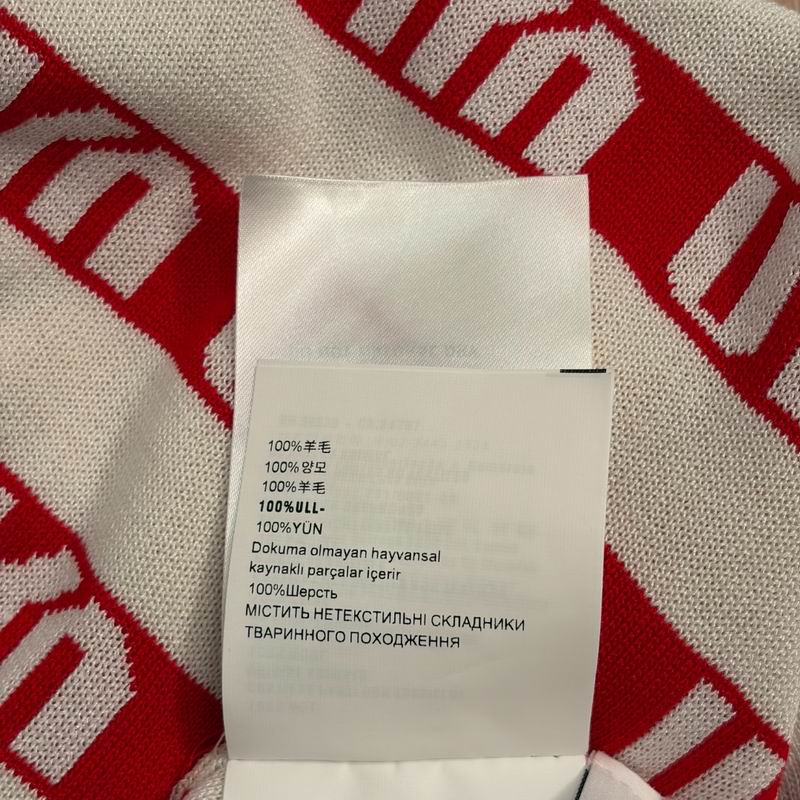 100%羊毛
100%양모
100%羊毛
100%ULL-
100%YÜN
Dokuma olmayan hayvansal
kaynaklı parçalar içerir
100%Шерсть
МІСТИТЬ НЕТЕКСТИЛЬНІ СКЛАДНИКИ
ТВАРИННОГО ПОХОДЖЕННЯ